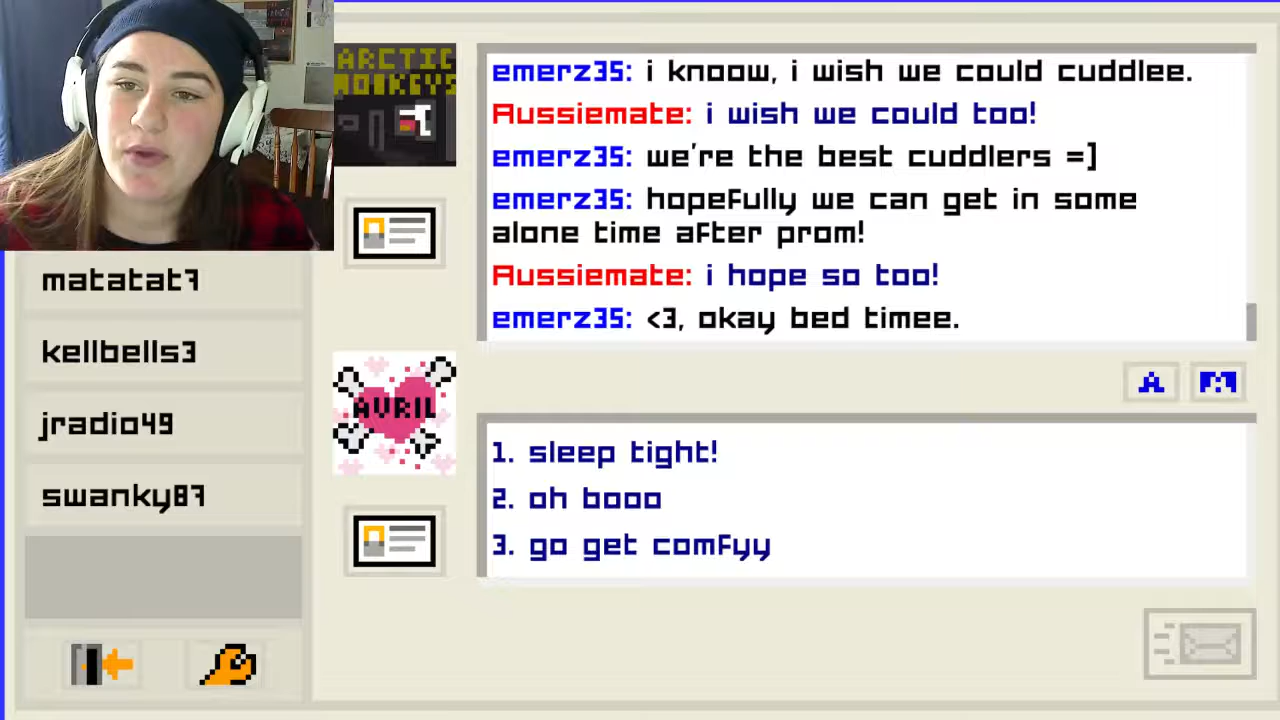 ARCTIC
MONKEYS
emerz35: i knoow, i wish we could cuddlee.
Aussiemate: i wish we could too!
emerz35: we're the best cuddlers =]
emerz35: hopefully we can get in some
alone time after prom!
Aussiemate: i hope so too!
emerz35: <3, okay bed timee.
matatat7
kellbells3
jradio49
swanky87
AVRIL
A M
1. sleep tight!
2. oh booo
3. go get comfyy